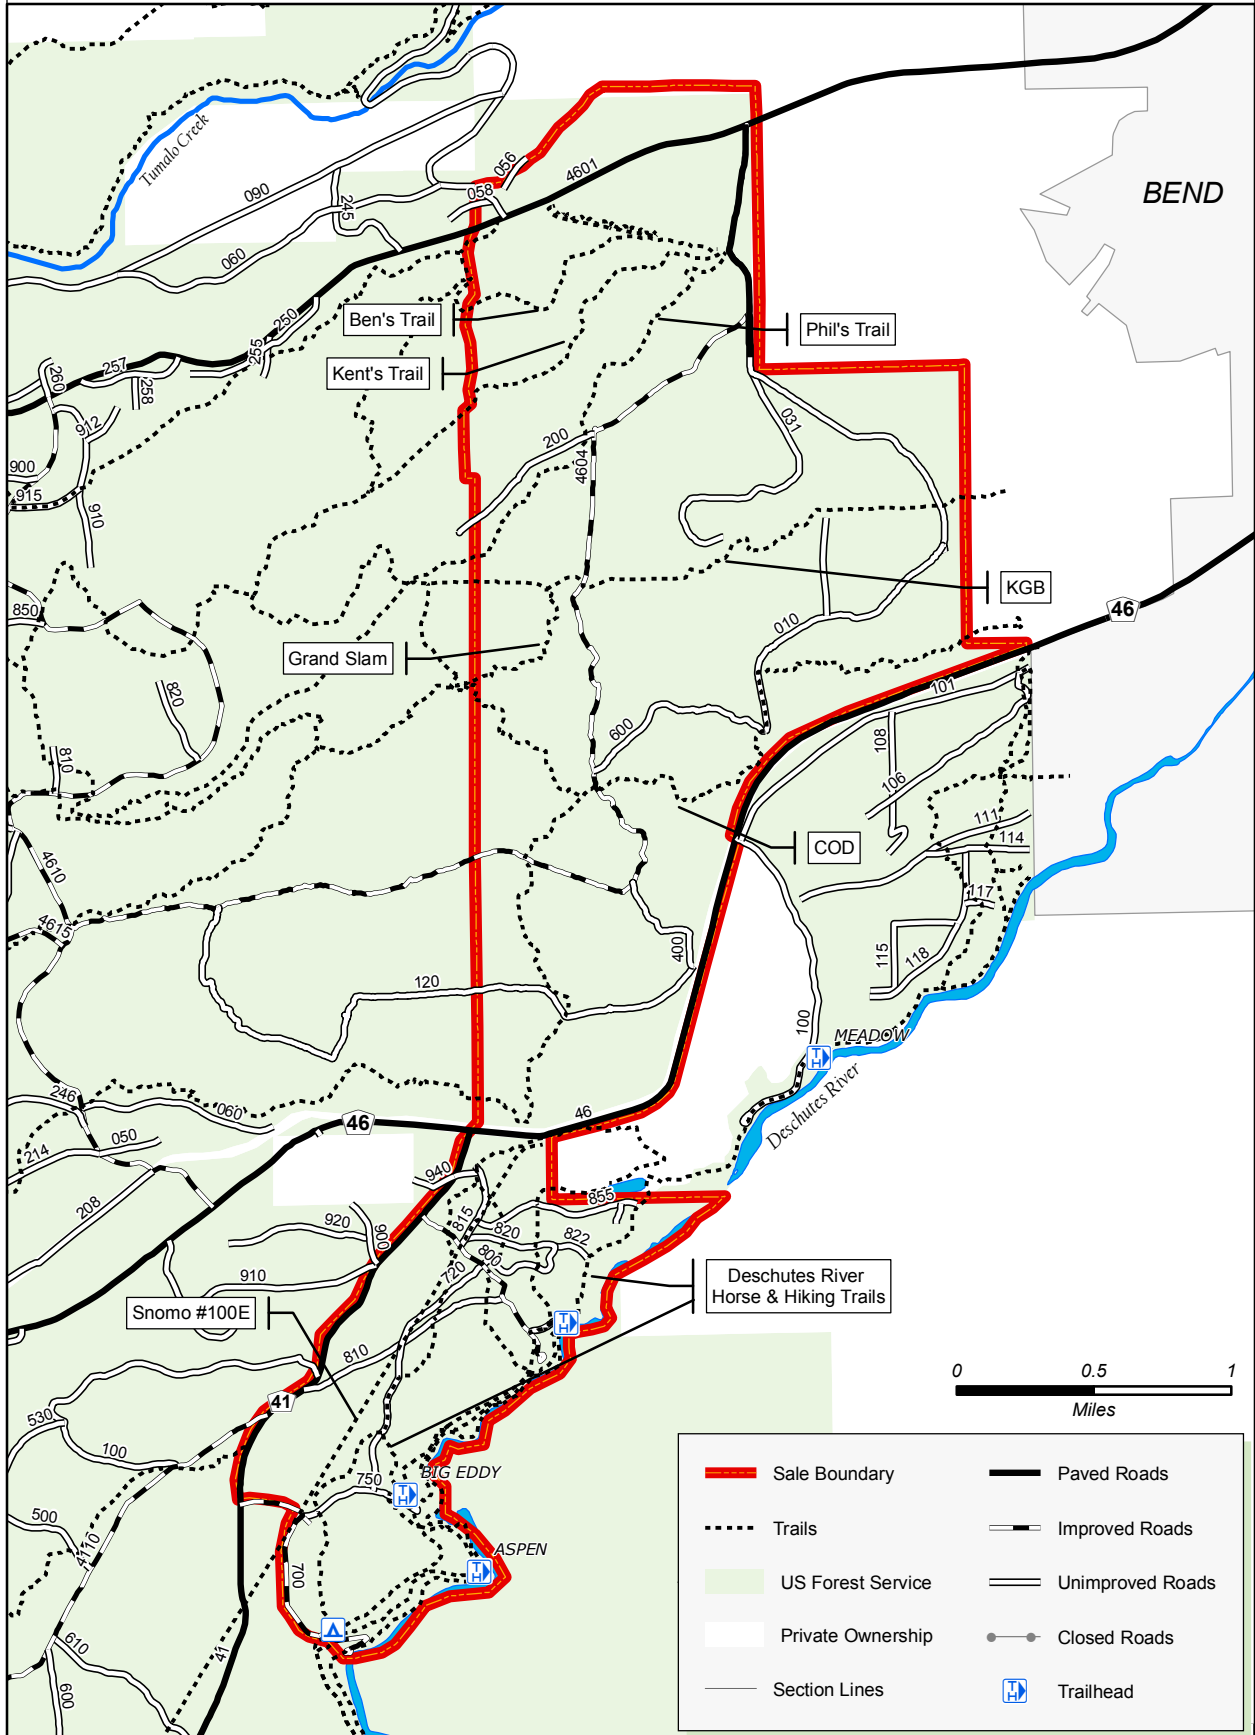 Tumalo Creek
BEND
090
056
4601
058
245
060
250
255
257
260
258
912
900
915
910
Ben's Trail
Phil's Trail
Kent's Trail
031
200
4604
KGB
46
850
010
Grand Slam
820
101
600
108
810
106
111
COD
114
4610
117
4615
400
115
118
120
100
MEADOW
Deschutes River
246
060
46
46
050
214
940
208
855
920
815
900
820
822
800
720
910
Deschutes River
Horse & Hiking Trails
Snomo #100E
810
0
0.5
1
Miles
41
530
100
750
BIG EDDY
500
4110
ASPEN
700
41
610
600
Sale Boundary
Paved Roads
Trails
Improved Roads
US Forest Service
Unimproved Roads
Private Ownership
Closed Roads
Section Lines
TH
Trailhead